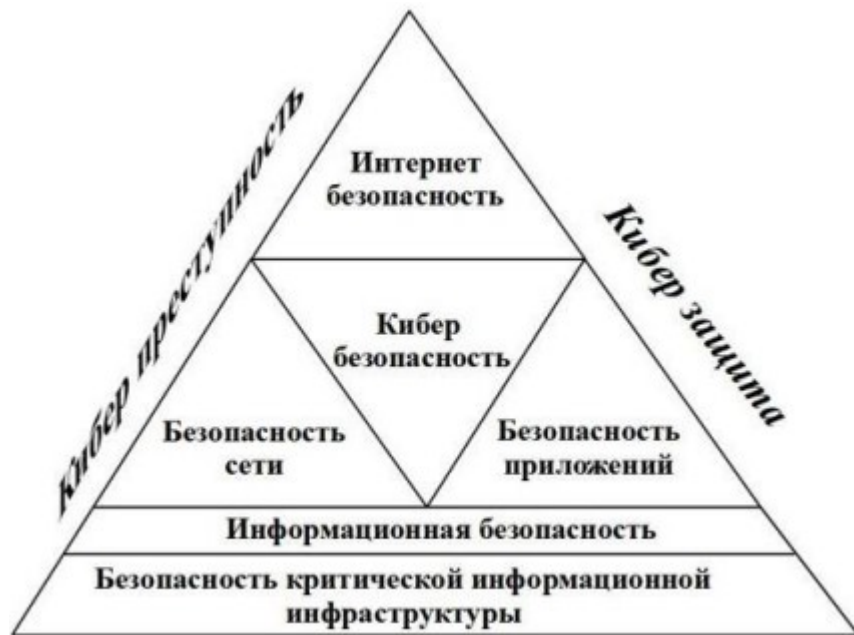 Кибер преступность
Кибер защита
Интернет
безопасность
Кибер
безопасность
Безопасность
сети
Безопасность
приложений
Информационная безопасность
Безопасность критической информационной
инфраструктуры